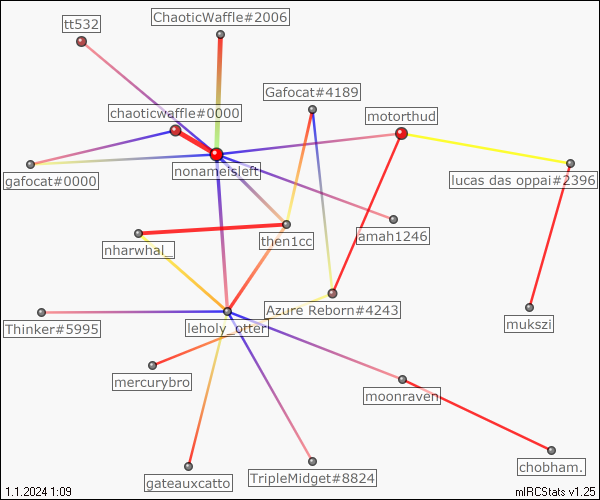 ChaoticWaffle#2006
tt532
Gafocat#4189
chaoticwaffle#0000
motorthud
nonameisleft
gafocat#0000
lucas das oppai#2396
then1cc
amah1246
nharwhal_
Azure Reborn#4243
Thinker#5995
leholy_otter
mukszi
mercurybro
moonraven
chobham.
gateauxcatto
TripleMidget#8824
1.1.2024 1:09
mIRCStats v1.25